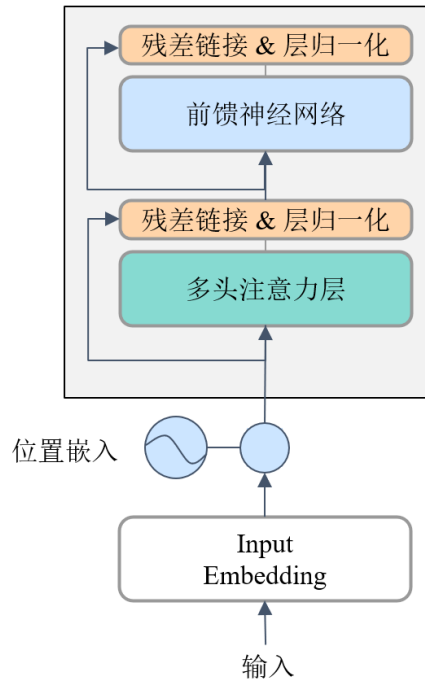 残差链接 & 层归一化
前馈神经网络
残差链接 & 层归一化
多头注意力层
位置嵌入
Input
Embedding
输入